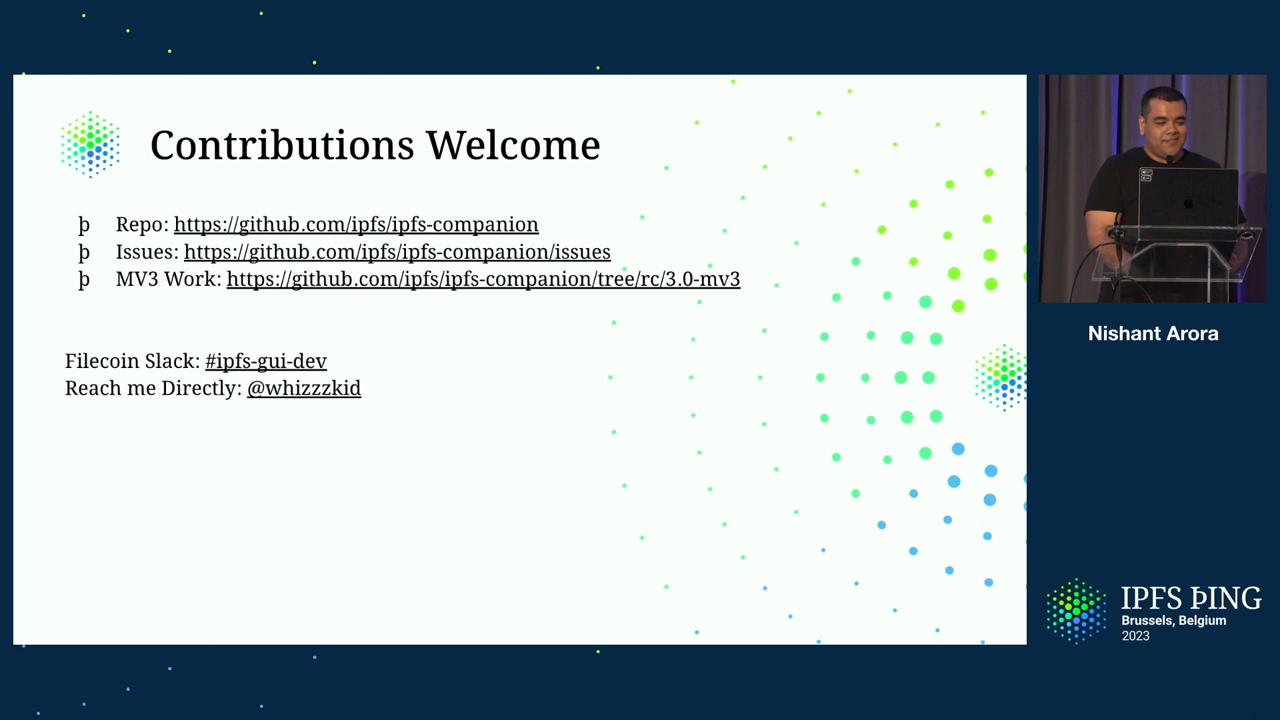 Contributions Welcome
þ Repo: https://github.com/ipfs/ipfs-companion
þ Issues: https://github.com/ipfs/ipfs-companion/issues
þ MV3 Work: https://github.com/ipfs/ipfs-companion/tree/rc/3.0-mv3
Filecoin Slack: #ipfs-gui-dev
Reach me Directly: @whizzzkid
Nishant Arora
IPFS ÞING
Brussels, Belgium
2023